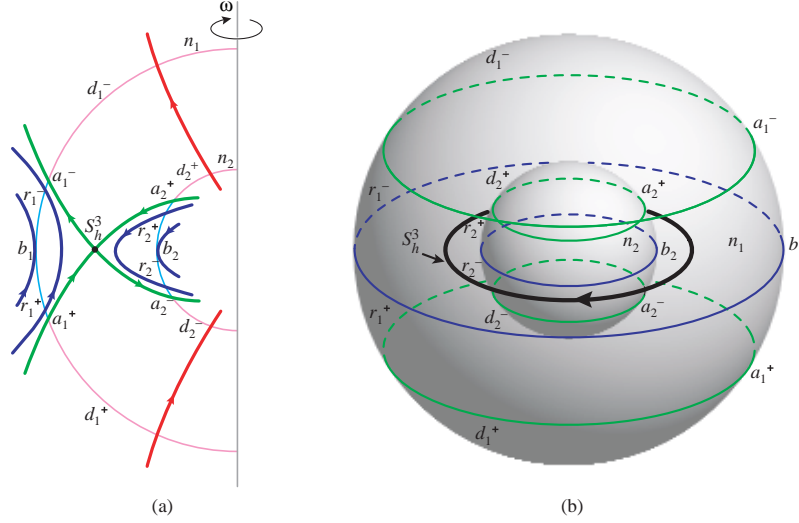 ω
n₁
d₁⁻
n₂
d₂⁺
a₁⁻
a₂⁺
r₁⁻
S³ₕ
r₂⁺
b₁
b₂
r₂⁻
r₁⁺
a₁⁺
a₂⁻
d₂⁻
d₁⁺
(a)
d₁⁻
a₁⁻
r₁⁻
d₂⁺
a₂⁺
S³ₕ
r₂⁺
n₂
n₁
b₂
b
r₂⁻
r₁⁺
d₂⁻
a₂⁻
a₁⁺
d₁⁺
(b)